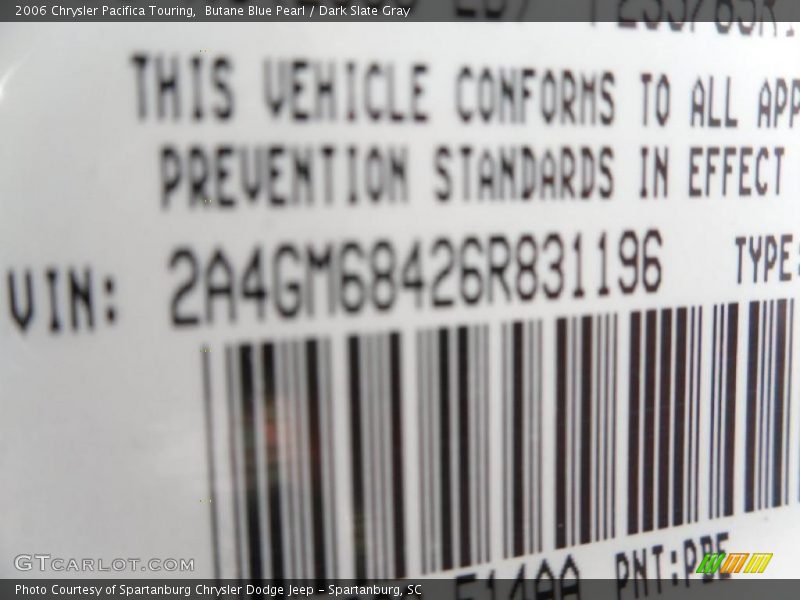 2006 Chrysler Pacifica Touring, Butane Blue Pearl / Dark Slate Gray
THIS VEHICLE CONFORMS TO ALL APP
PREVENTION STANDARDS IN EFFECT
VIN: 2A4GM68426R831196 TYPE:
PNT:PBE
GTCARLOT.COM
Photo Courtesy of Spartanburg Chrysler Dodge Jeep - Spartanburg, SC